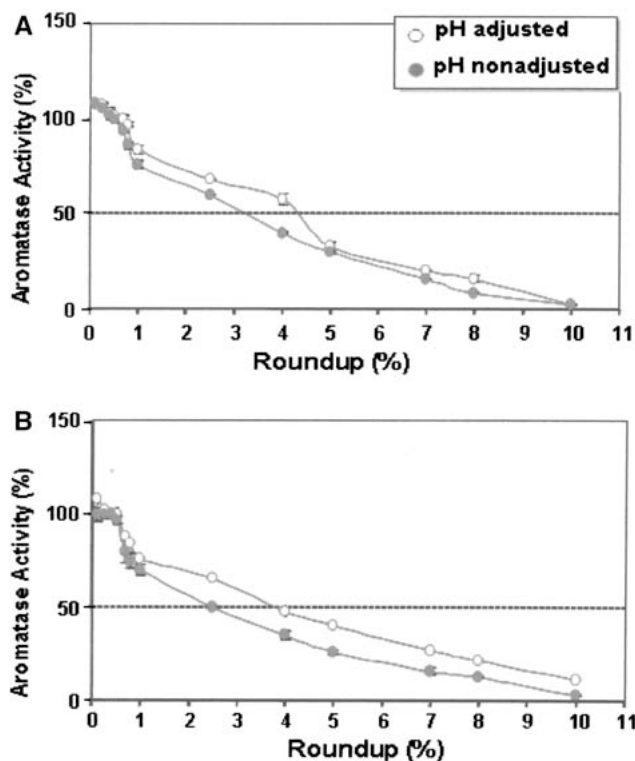 A
150
100
50
0
Aromatase Activity (%)
pH adjusted
pH nonadjusted
0 1 2 3 4 5 6 7 8 9 10 11
Roundup (%)
B
150
100
50
0
Aromatase Activity (%)
0 1 2 3 4 5 6 7 8 9 10 11
Roundup (%)